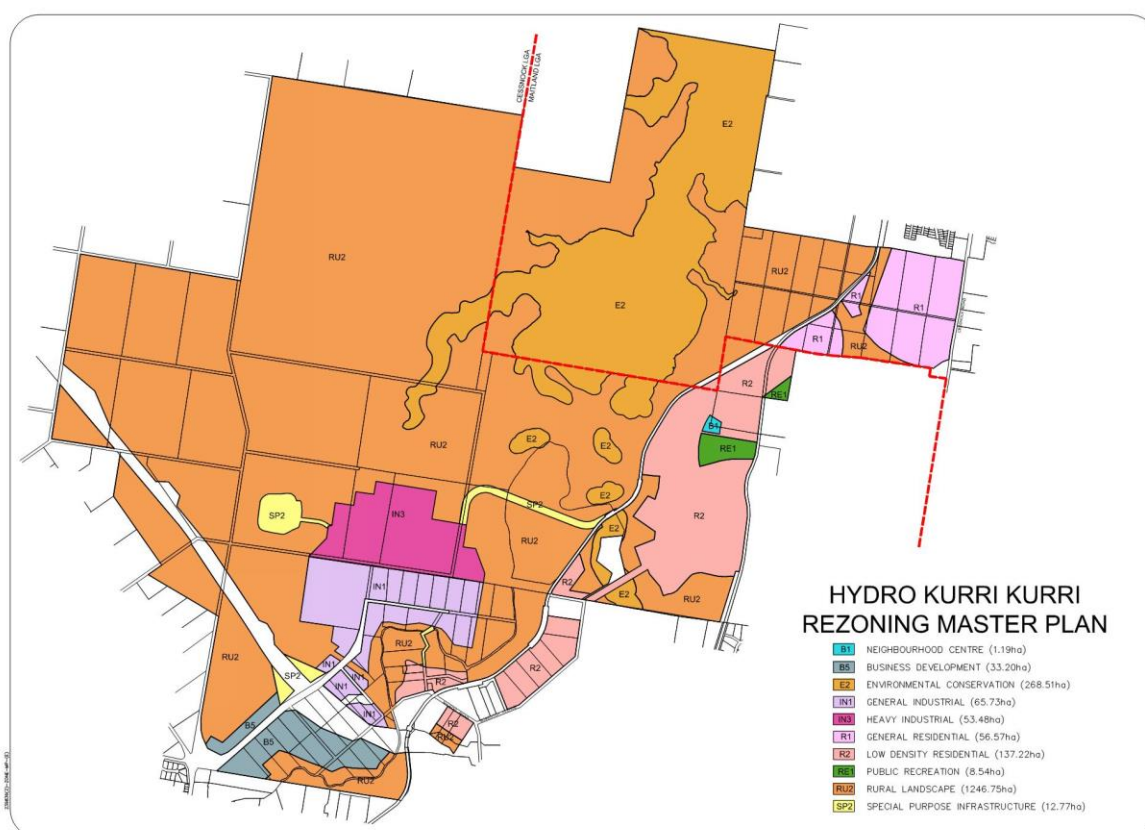 CESSNOCK LGA
MAITLAND LGA
E2
RU2
RU2
R1
R1
E2
R1
RU2
R2
RE1
B1
RU2
E2
E2
RE1
E2
SP2
SP2
IN3
E2
R2
RU2
IN1
R2
E2
RU2
RU2
RU2
SP2
IN1
IN1
R2
R2
IN1
IN1
B5
R2
B5
RU2
RU2
HYDRO KURRI KURRI
REZONING MASTER PLAN
B1 NEIGHBOURHOOD CENTRE (1.19ha)
B5 BUSINESS DEVELOPMENT (33.20ha)
E2 ENVIRONMENTAL CONSERVATION (268.51ha)
IN1 GENERAL INDUSTRIAL (65.73ha)
IN3 HEAVY INDUSTRIAL (53.48ha)
R1 GENERAL RESIDENTIAL (56.57ha)
R2 LOW DENSITY RESIDENTIAL (137.22ha)
RE1 PUBLIC RECREATION (8.54ha)
RU2 RURAL LANDSCAPE (1246.75ha)
SP2 SPECIAL PURPOSE INFRASTRUCTURE (12.77ha)